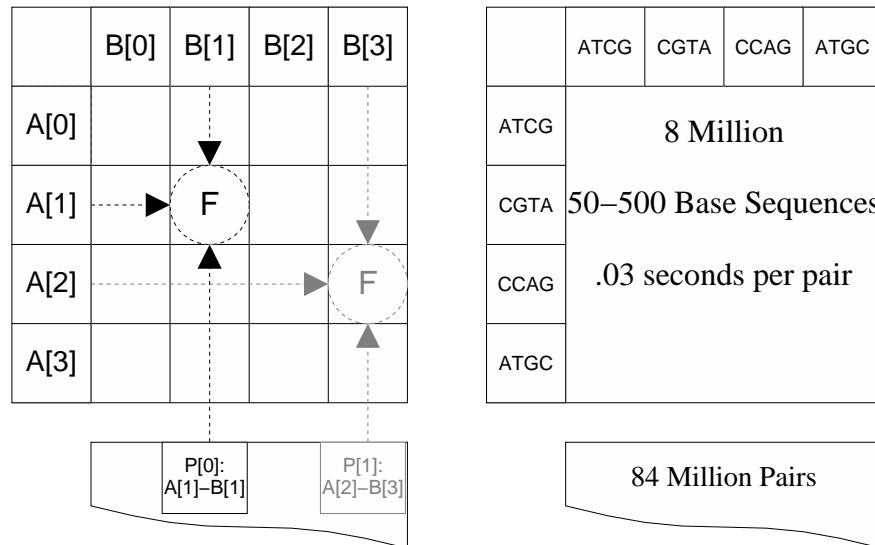 B[0] B[1] B[2] B[3]
A[0]
A[1] F
A[2] F
A[3]
P[0]:
A[1]–B[1]
P[1]:
A[2]–B[3]
ATCG CGTA CCAG ATGC
ATCG
CGTA
CCAG
ATGC
8 Million
50–500 Base Sequences
.03 seconds per pair
84 Million Pairs